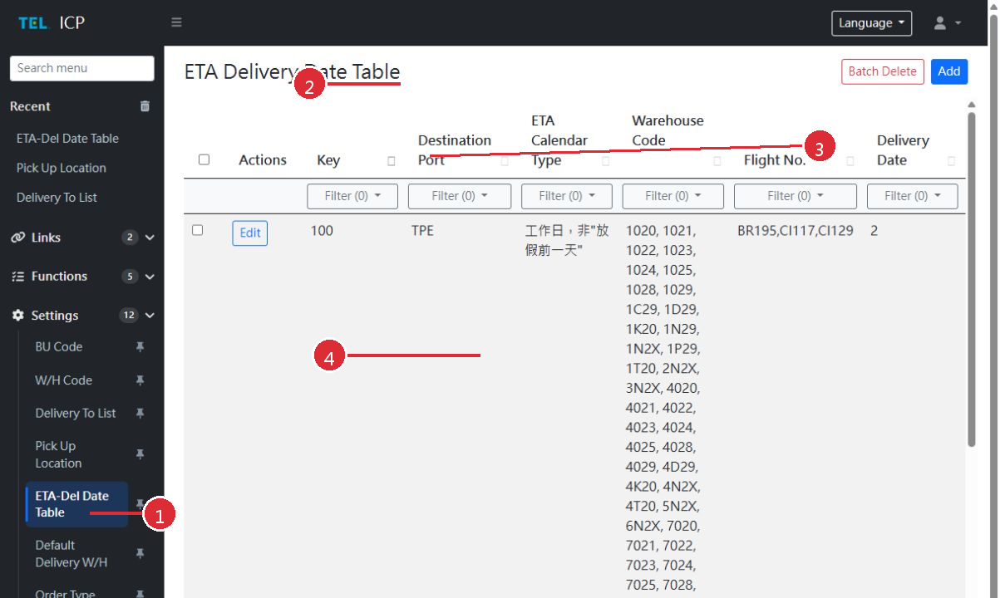 TEL ICP
Language
Search menu
ETA Delivery Date Table
Batch Delete
Add
Recent
ETA-Del Date Table
Pick Up Location
Delivery To List
Links 2
Functions 5
Settings 12
BU Code
W/H Code
Delivery To List
Pick Up
Location
ETA-Del Date
Table
Default
Delivery W/H
Order Type
1
2
3
4
Actions
Key
Destination
Port
ETA
Calendar
Type
Warehouse
Code
Flight No.
Delivery
Date
Filter (0) Filter (0) Filter (0) Filter (0) Filter (0) Filter (0)
Edit
100
TPE
工作日，非"放
假前一天"
1020, 1021,
1022, 1023,
1024, 1025,
1028, 1029,
1C29, 1D29,
1K20, 1N29,
1N2X, 1P29,
1T20, 2N2X,
3N2X, 4020,
4021, 4022,
4023, 4024,
4025, 4028,
4029, 4D29,
4K20, 4N2X,
4T20, 5N2X,
6N2X, 7020,
7021, 7022,
7023, 7024,
7025, 7028,
BR195,CI117,CI129
2